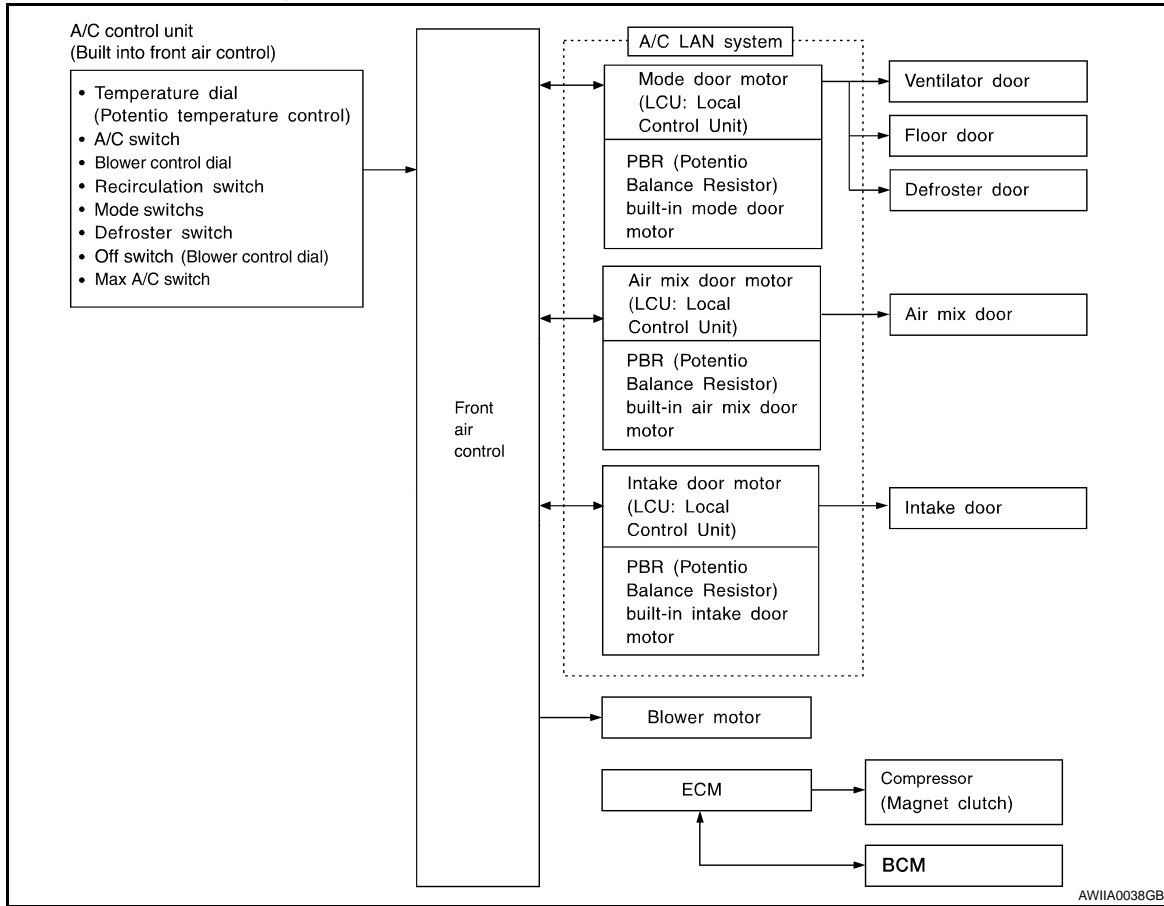 A/C control unit
(Built into front air control)
• Temperature dial
(Potentio temperature control)
• A/C switch
• Blower control dial
• Recirculation switch
• Mode switchs
• Defroster switch
• Off switch (Blower control dial)
• Max A/C switch
Front
air
control
A/C LAN system
Mode door motor
(LCU: Local
Control Unit)
PBR (Potentio
Balance Resistor)
built-in mode door
motor
Ventilator door
Floor door
Defroster door
Air mix door motor
(LCU: Local
Control Unit)
PBR (Potentio
Balance Resistor)
built-in air mix door
motor
Air mix door
Intake door motor
(LCU: Local
Control Unit)
PBR (Potentio
Balance Resistor)
built-in intake door
motor
Intake door
Blower motor
ECM
Compressor
(Magnet clutch)
BCM
AWIIA0038GB